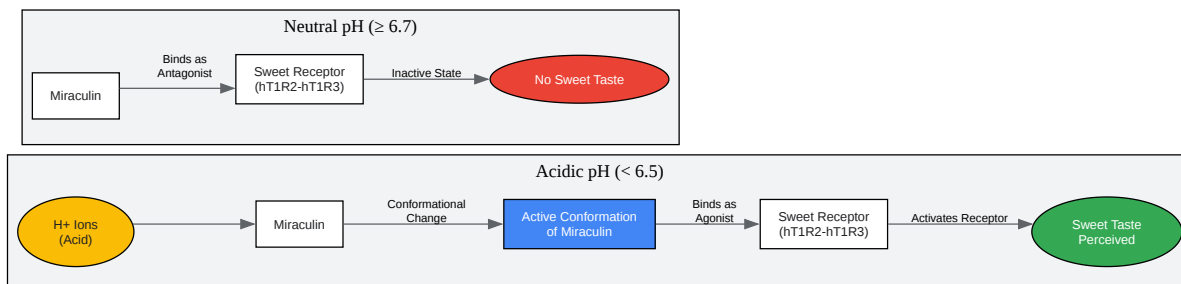 Neutral pH (≥ 6.7)
Miraculin
Binds as
Antagonist
Sweet Receptor
(hT1R2-hT1R3)
Inactive State
No Sweet Taste
Acidic pH (< 6.5)
H+ Ions
(Acid)
Miraculin
Conformational
Change
Active Conformation
of Miraculin
Binds as
Agonist
Sweet Receptor
(hT1R2-hT1R3)
Activates Receptor
Sweet Taste
Perceived